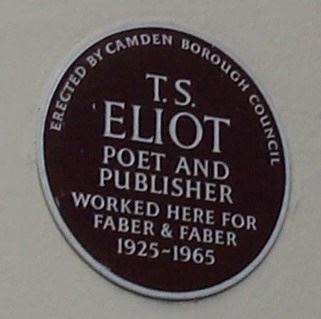 ERECTED BY CAMDEN BOROUGH COUNCIL
T.S.
ELIOT
POET AND
PUBLISHER
WORKED HERE FOR
FABER & FABER
1925~1965